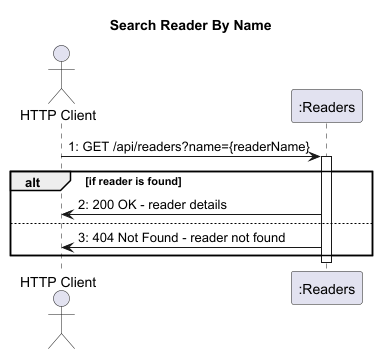 Search Reader By Name
HTTP Client
:Readers
1: GET /api/readers?name={readerName}
alt [if reader is found]
2: 200 OK - reader details
3: 404 Not Found - reader not found
HTTP Client
:Readers